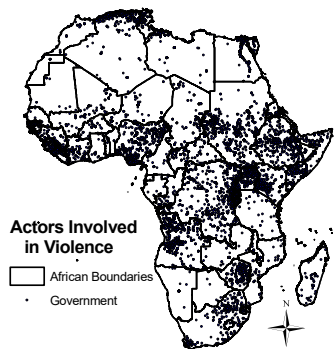 Actors Involved
in Violence
African Boundaries
Government
N